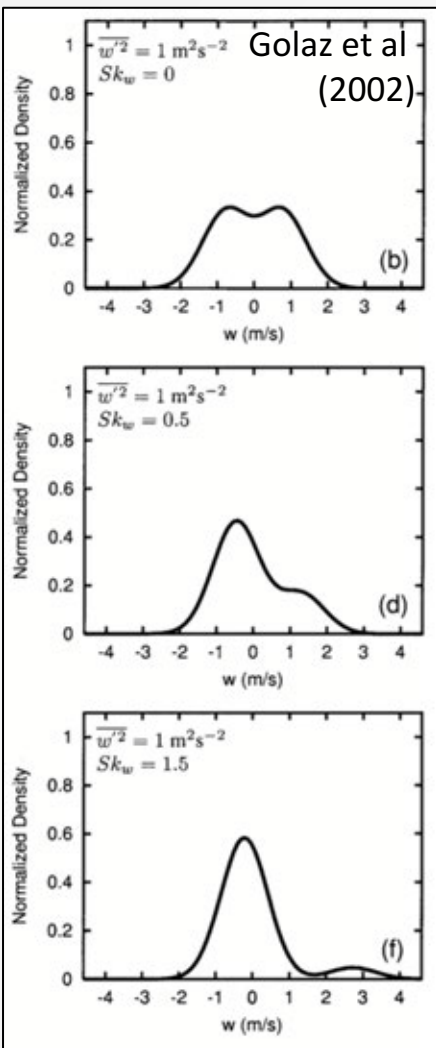 Golaz et al
(2002)
w'² = 1 m²s⁻²
Sk_w = 0
Normalized Density
1
0.8
0.6
0.4
0.2
0
-4 -3 -2 -1 0 1 2 3 4
w (m/s)
(b)
w'² = 1 m²s⁻²
Sk_w = 0.5
Normalized Density
1
0.8
0.6
0.4
0.2
0
-4 -3 -2 -1 0 1 2 3 4
w (m/s)
(d)
w'² = 1 m²s⁻²
Sk_w = 1.5
Normalized Density
1
0.8
0.6
0.4
0.2
0
-4 -3 -2 -1 0 1 2 3 4
w (m/s)
(f)